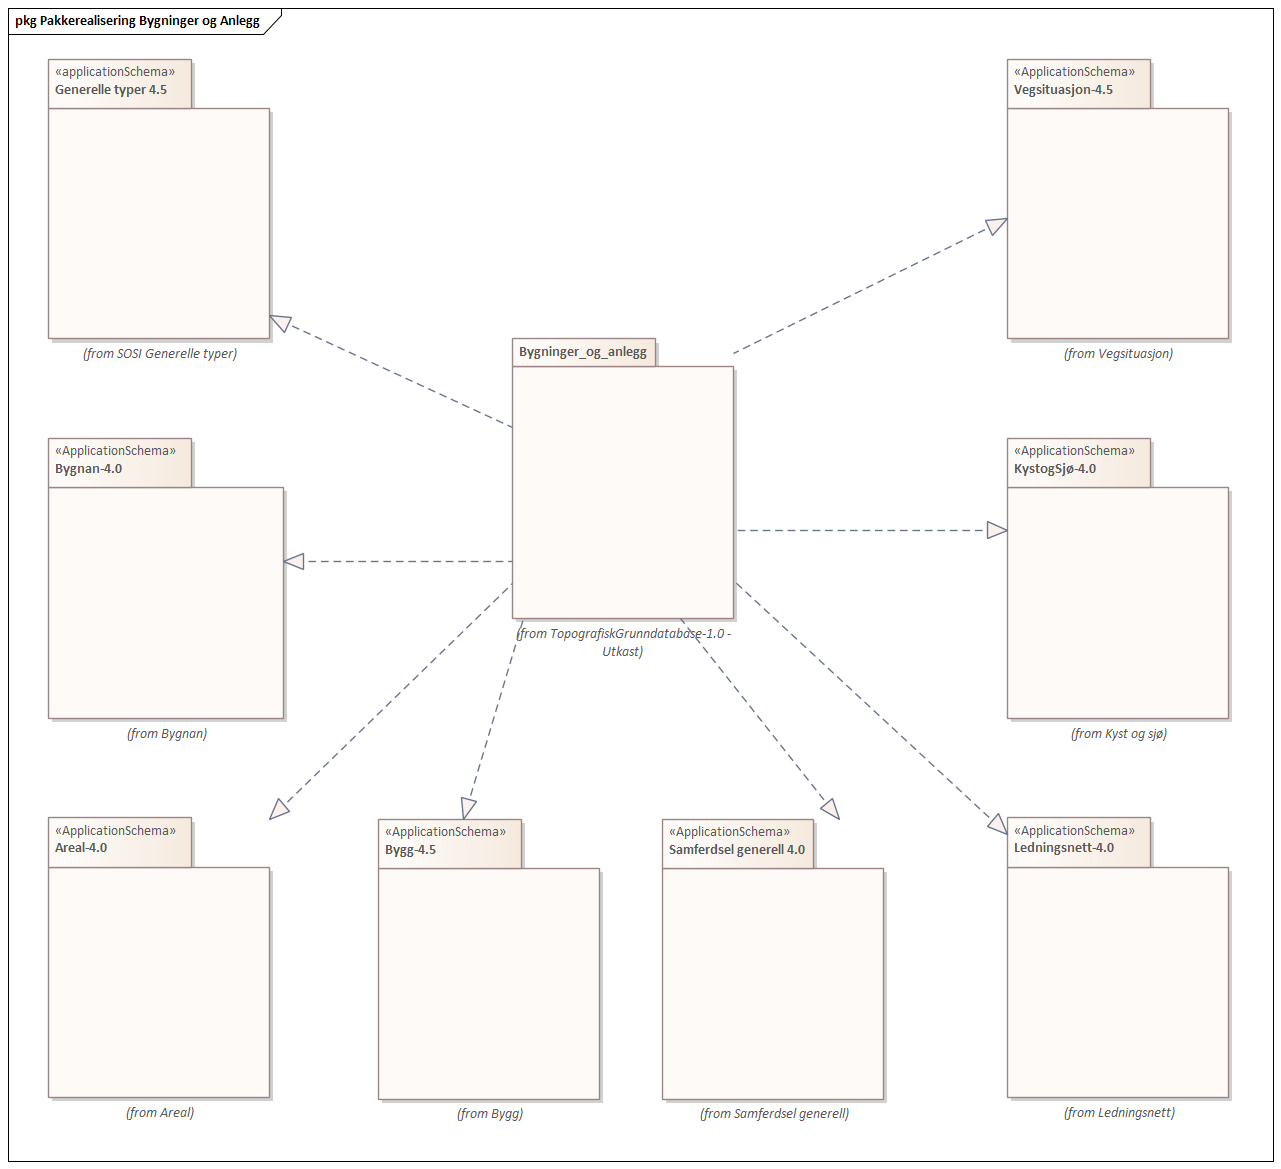 pkg Pakkerealisering Bygninger og Anlegg
«applicationSchema»
Generelle typer 4.5
(from SOSI Generelle typer)
«ApplicationSchema»
Vegsituasjon-4.5
(from Vegsituasjon)
Bygninger_og_anlegg
(from TopografiskGrunndatabase-1.0 -
Utkast)
«ApplicationSchema»
Bygnan-4.0
(from Bygnan)
«ApplicationSchema»
KystogSjø-4.0
(from Kyst og sjø)
«ApplicationSchema»
Areal-4.0
(from Areal)
«ApplicationSchema»
Bygg-4.5
(from Bygg)
«ApplicationSchema»
Samferdsel generell 4.0
(from Samferdsel generell)
«ApplicationSchema»
Ledningsnett-4.0
(from Ledningsnett)